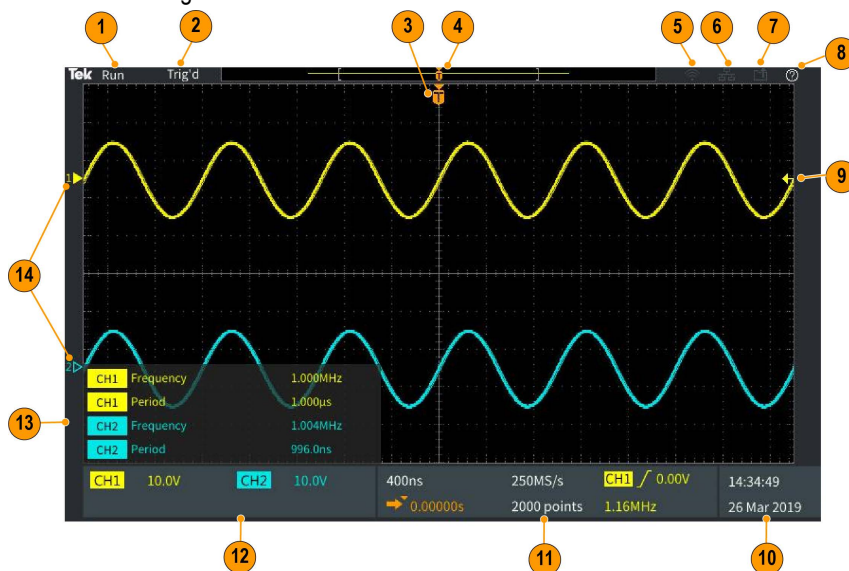 1 2 3 4 5 6 7 8
Tek Run Trig'd T
T
1 9
14
2
CH1 Frequency 1.000MHz
CH1 Period 1.000µs
13 CH2 Frequency 1.004MHz
CH2 Period 996.0ns
CH1 10.0V CH2 10.0V 400ns 250MS/s CH1 0.00V 14:34:49
0.00000s 2000 points 1.16MHz 26 Mar 2019
12 11 10